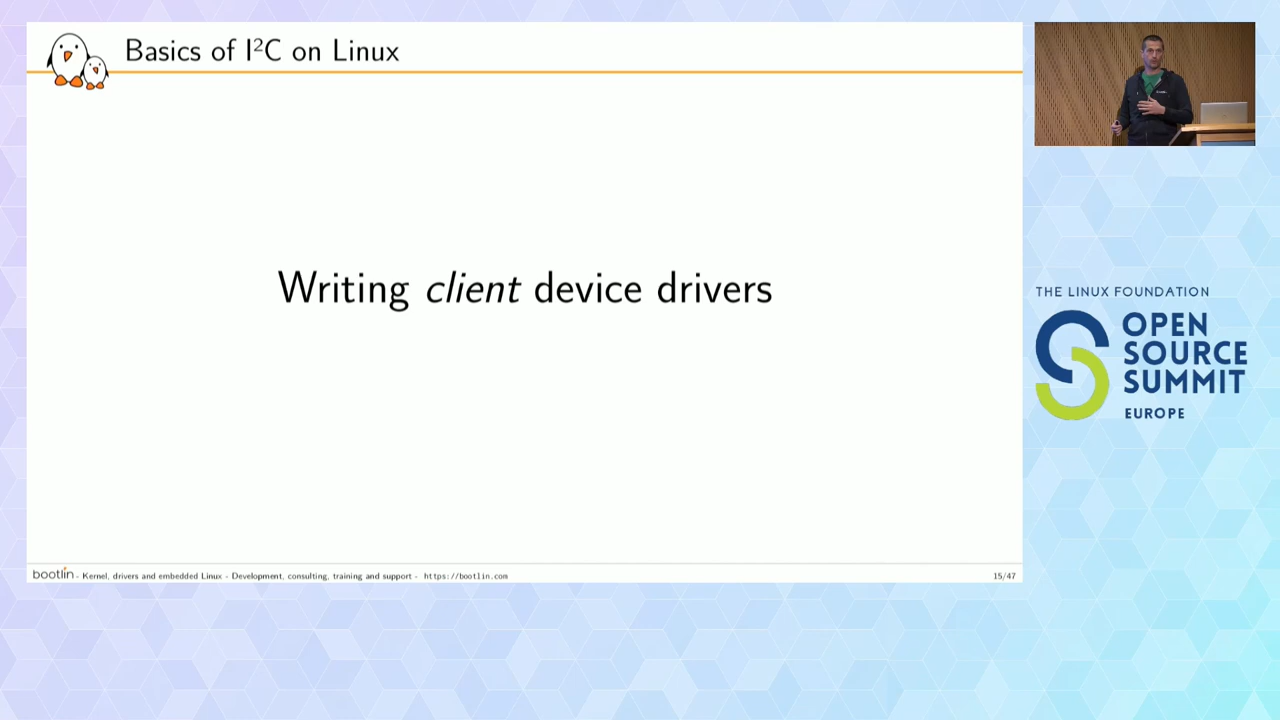 Basics of I²C on Linux
Writing client device drivers
bootlin - Kernel, drivers and embedded Linux - Development, consulting, training and support - https://bootlin.com
15/47
THE LINUX FOUNDATION
OPEN
SOURCE
SUMMIT
EUROPE